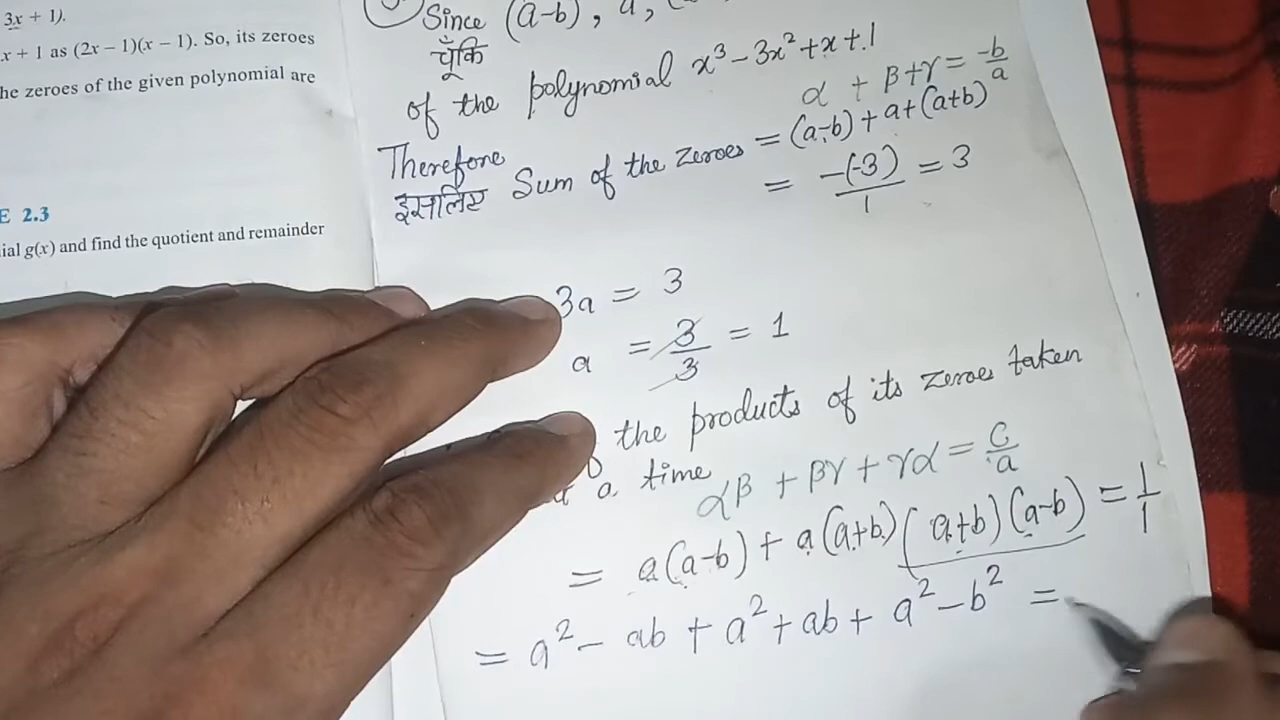 3x + 1).
x + 1 as (2x – 1)(x – 1). So, its zeroes
he zeroes of the given polynomial are
E 2.3
ial g(x) and find the quotient and remainder
Since (a-b), a,
चूँकि
of the polynomial x³-3x²+x+1
α + β+γ = -b/a
Therefore
इसलिए Sum of the zeroes = (a-b)+a+(a+b)
= -(-3)/1 = 3
3a = 3
a = 3/3 = 1
the products of its zeroes taken
a time
αβ + βγ + γα = C/a
= a(a-b) + a(a+b) (a+b)(a-b) = 1/1
= a² - ab + a² + ab + a² - b² =